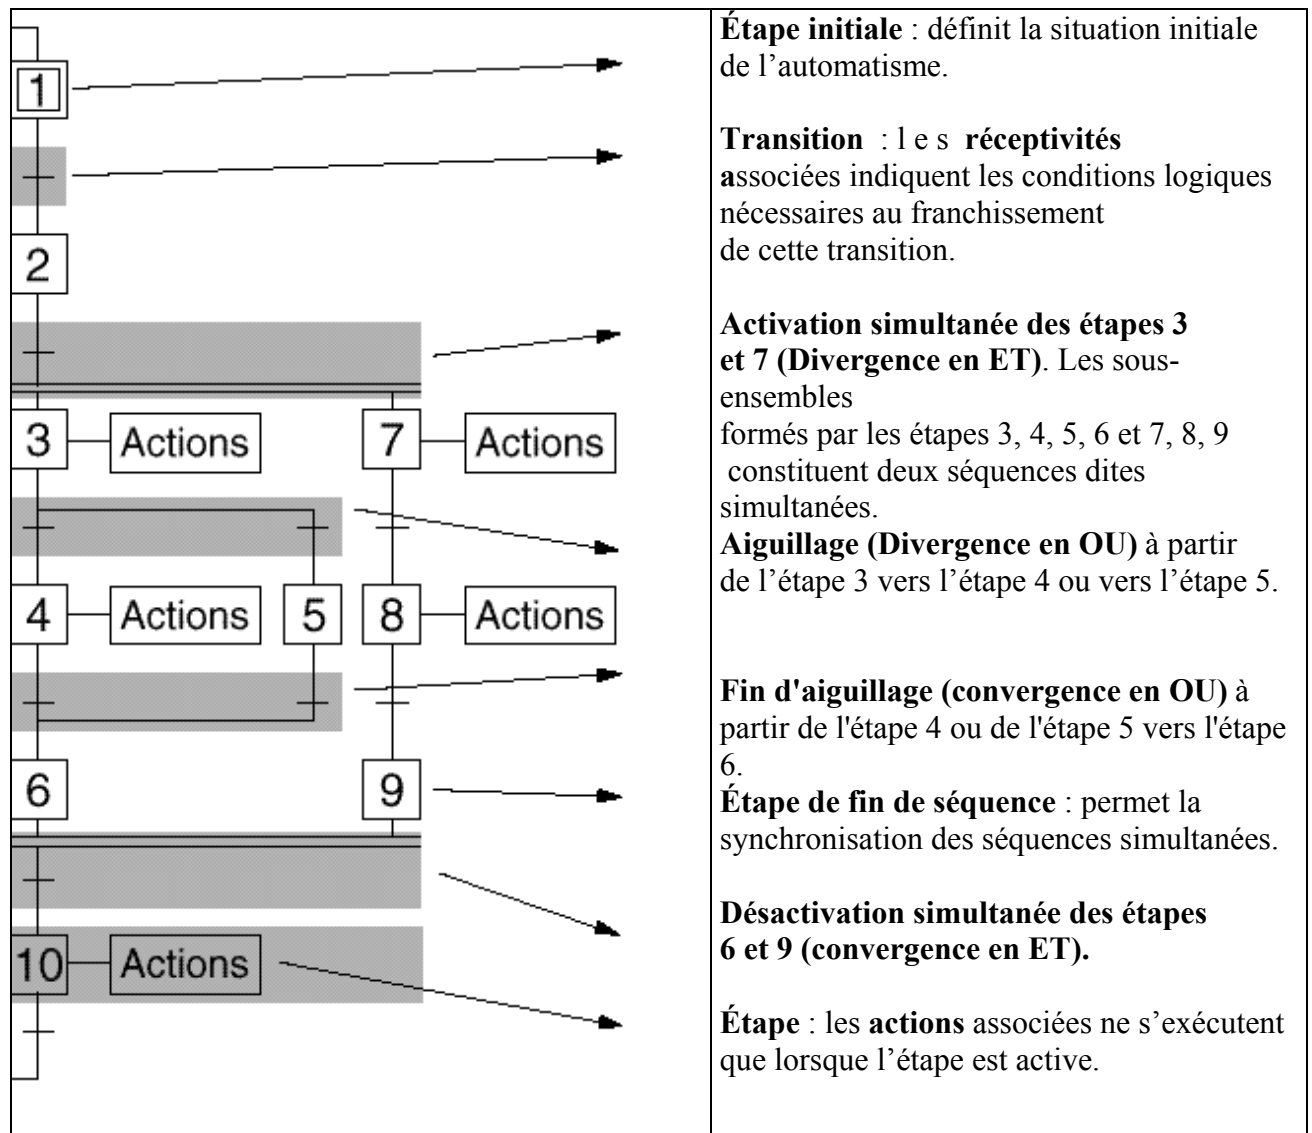 1
2
3 Actions 7 Actions
4 Actions 5 8 Actions
6 9
10 Actions
Étape initiale : définit la situation initiale
de l’automatisme.
Transition : l e s réceptivités
associées indiquent les conditions logiques
nécessaires au franchissement
de cette transition.
Activation simultanée des étapes 3
et 7 (Divergence en ET). Les sous-
ensembles
formés par les étapes 3, 4, 5, 6 et 7, 8, 9
constituent deux séquences dites
simultanées.
Aiguillage (Divergence en OU) à partir
de l’étape 3 vers l’étape 4 ou vers l’étape 5.
Fin d'aiguillage (convergence en OU) à
partir de l'étape 4 ou de l'étape 5 vers l'étape
6.
Étape de fin de séquence : permet la
synchronisation des séquences simultanées.
Désactivation simultanée des étapes
6 et 9 (convergence en ET).
Étape : les actions associées ne s’exécutent
que lorsque l’étape est active.